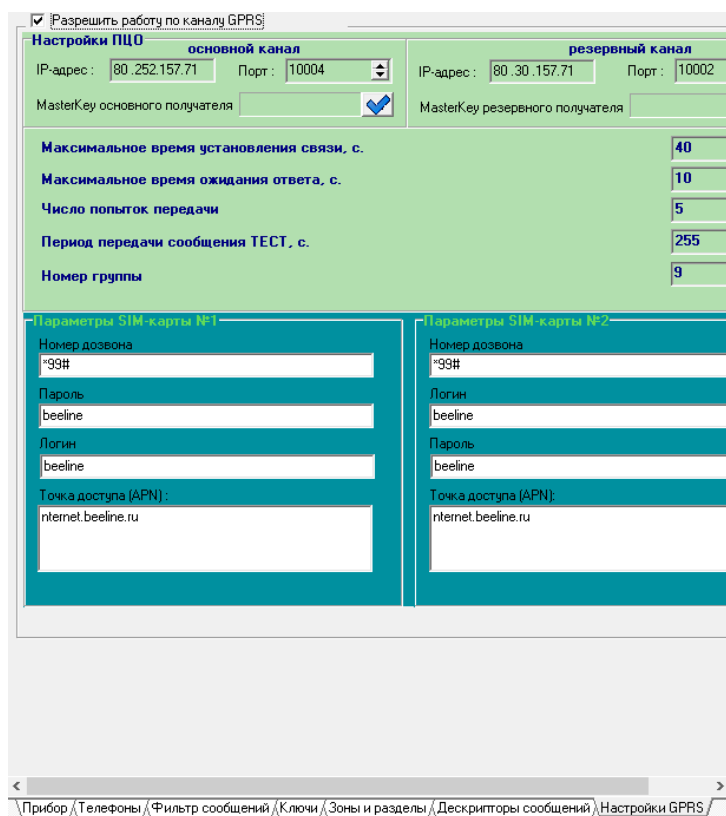 Разрешить работу по каналу GPRS
Настройки ПЦО
основной канал
резервный канал
IP-адрес : 80 .252.157.71 Порт : 10004
IP-адрес : 80 .30 .157.71 Порт : 10002
MasterKey основного получателя
MasterKey резервного получателя
Максимальное время установления связи, с. 40
Максимальное время ожидания ответа, с. 10
Число попыток передачи 5
Период передачи сообщения ТЕСТ, с. 255
Номер группы 9
Параметры SIM-карты №1
Номер дозвона
*99#
Пароль
beeline
Логин
beeline
Точка доступа (APN) :
nternet.beeline.ru
Параметры SIM-карты №2
Номер дозвона
*99#
Логин
beeline
Пароль
beeline
Точка доступа (APN):
nternet.beeline.ru
Прибор Телефоны Фильтр сообщений Ключи Зоны и разделы Дескрипторы сообщений Настройки GPRS